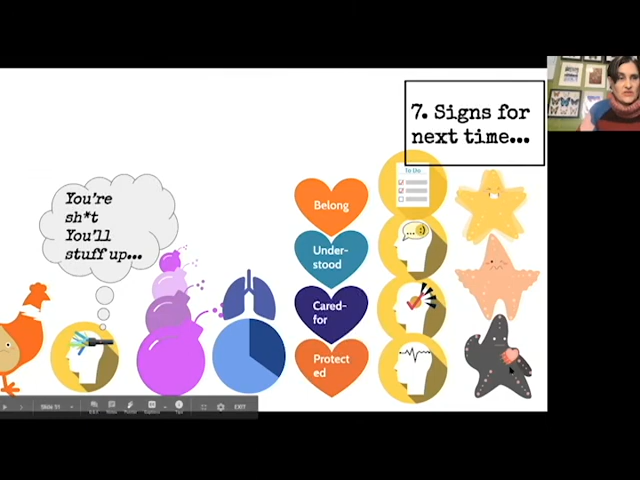 7. Signs for
next time...
You're
sh*t
You'll
stuff up...
To Do
Belong
Under-
stood
Cared-
for
Protect
ed
Slide 51
EXIT